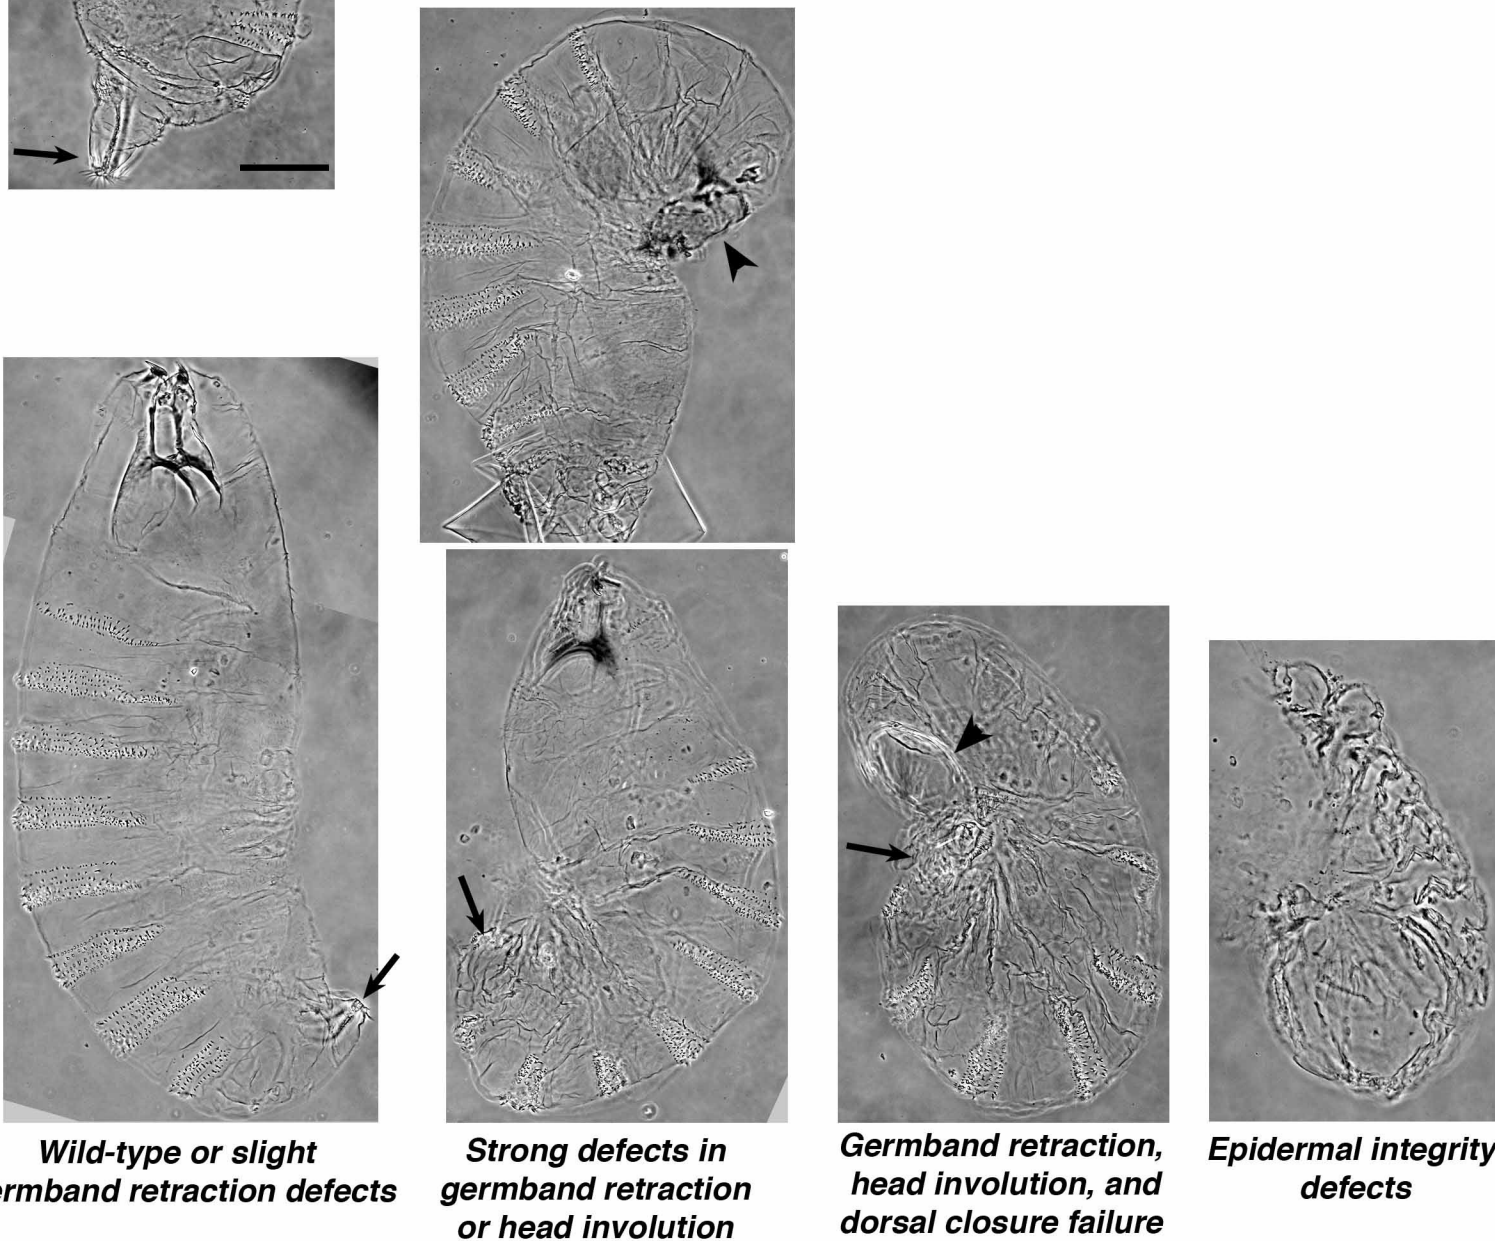 Wild-type or slight
ermband retraction defects
Strong defects in
germband retraction
or head involution
Germband retraction,
head involution, and
dorsal closure failure
Epidermal integrity
defects